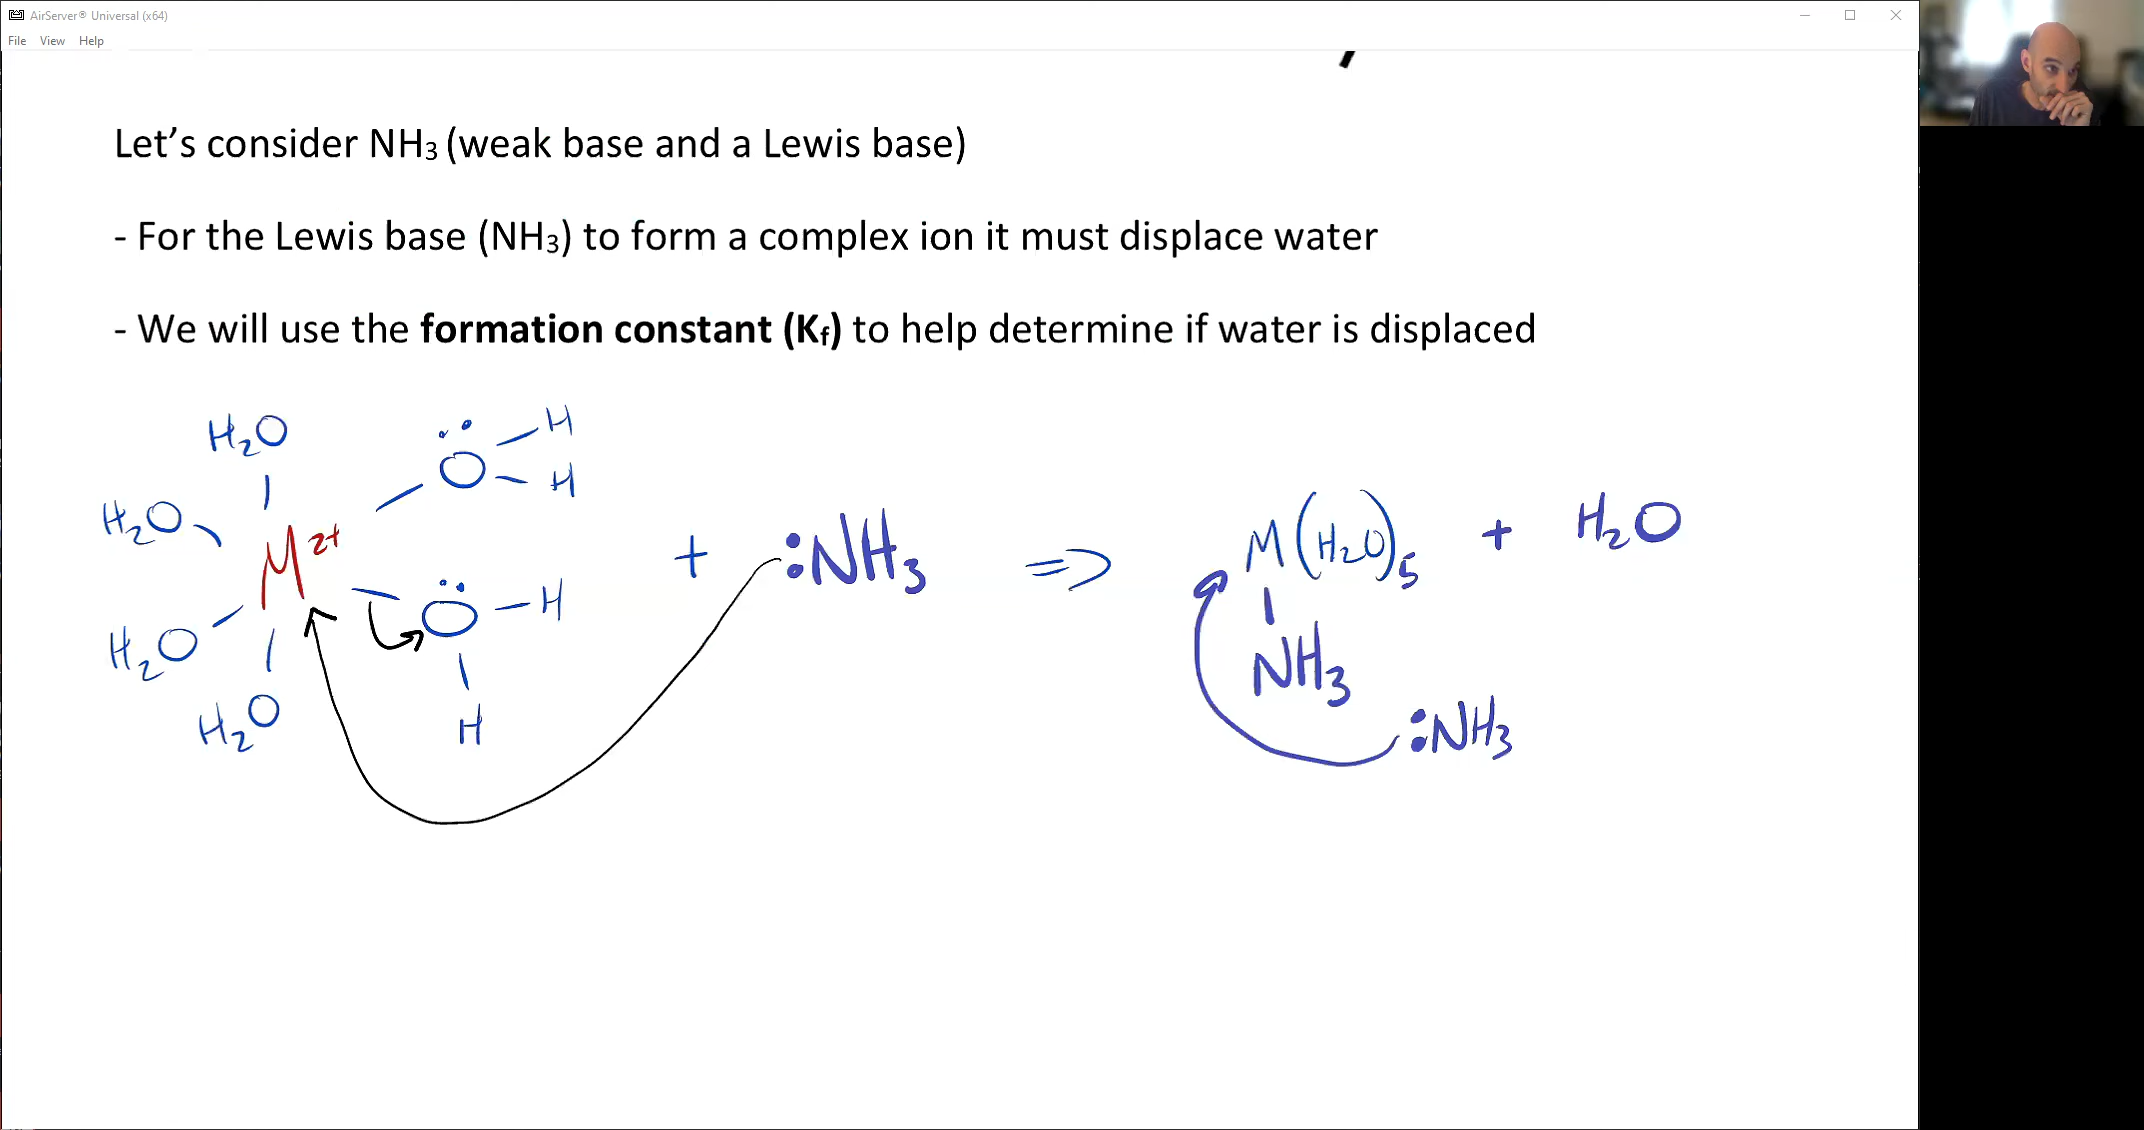 AirServer® Universal (x64)
File View Help
Let's consider NH₃ (weak base and a Lewis base)
- For the Lewis base (NH₃) to form a complex ion it must displace water
- We will use the formation constant (Kf) to help determine if water is displaced
H₂O
O H
H
H₂O
M²⁺
+ :NH₃ ⇒ M(H₂O)₅ + H₂O
O – H
H
H₂O
H₂O
NH₃
:NH₃